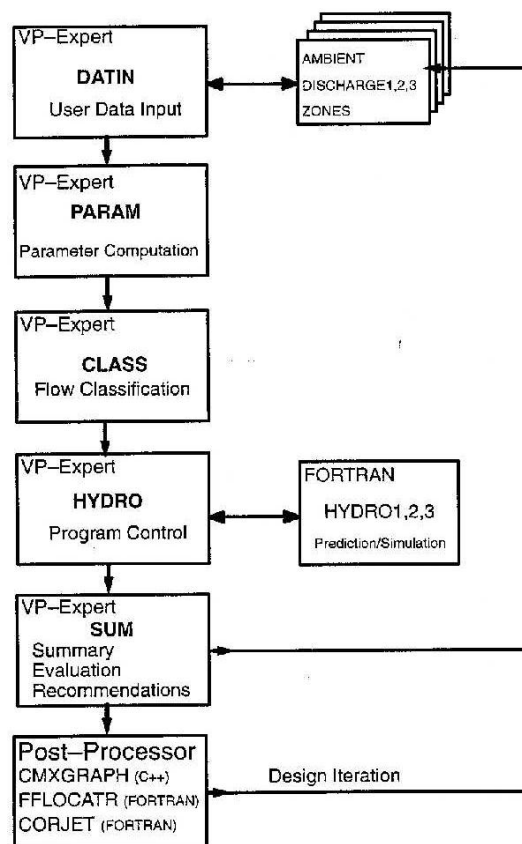 VP–Expert
DATIN
User Data Input
AMBIENT
DISCHARGE1,2,3
ZONES
VP–Expert
PARAM
Parameter Computation
VP–Expert
CLASS
Flow Classification
VP–Expert
HYDRO
Program Control
FORTRAN
HYDRO1,2,3
Prediction/Simulation
VP–Expert
SUM
Summary
Evaluation
Recommendations
Post–Processor
CMXGRAPH (C++)
FFLOCATR (FORTRAN)
CORJET (FORTRAN)
Design Iteration